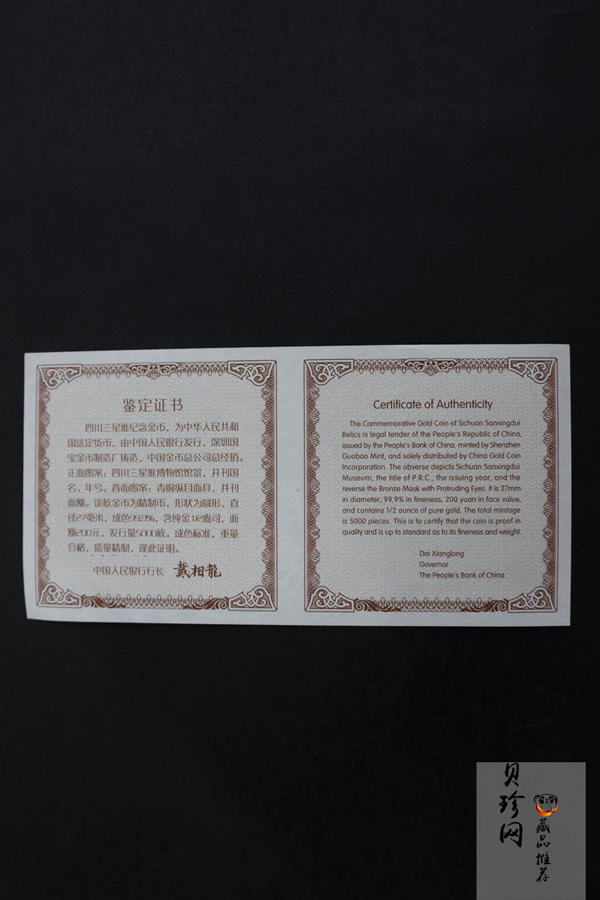 鉴定证书
四川三星堆纪念金币，为中华人民共和
国法定货币，由中国人民银行发行，深圳国
宝金币制造厂铸造，中国金币总公司总经销。
正面图案：四川三星堆博物馆馆景，并刊国
名、年号。背面图案：青铜纵目面具，并刊
面额。该枚金币为精制币，形状为圆形，直
径27毫米，成色99.9%，含纯金1/2盎司，面
额200元，发行量5000枚。成色标准，重量
合格，质量精制，谨此证明。
中国人民银行行长 戴相龍
Certificate of Authenticity
The Commemorative Gold Coin of Sichuan Sanxingdui
Relics is legal tender of the People's Republic of China,
issued by the People's Bank of China, minted by Shenzhen
Guobao Mint, and solely distributed by China Gold Coin
Incorporation. The obverse depicts Sichuan Sanxingdui
Museum, the title of P.R.C., the issuing year, and the
reverse the Bronze Mask with Protruding Eyes. It is 27mm
in diameter, 99.9% in fineness, 200 yuan in face value,
and contains 1/2 ounce of pure gold. The total mintage
is 5000 pieces. This is to certify that the coin is proof in
quality and is up to standard as to its fineness and weight.
Dai Xianglong
Governor
The People's Bank of China
贝珍网
藏品推荐